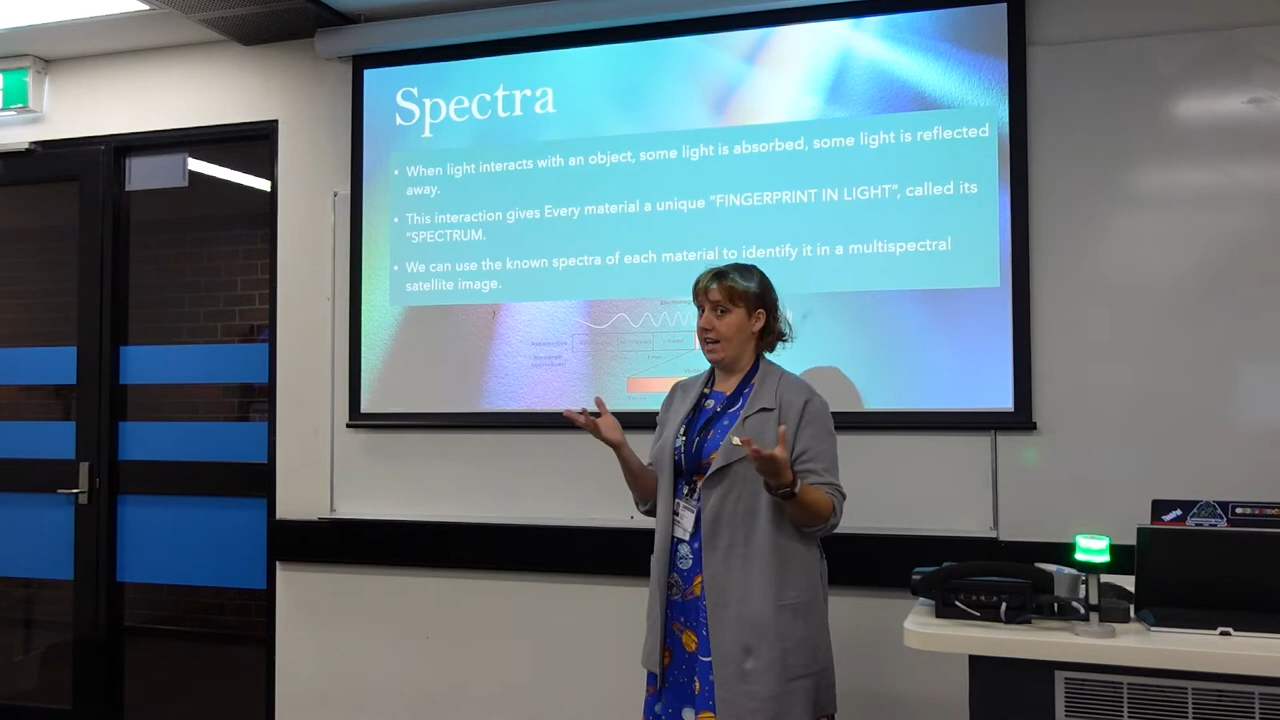 Spectra
• When light interacts with an object, some light is absorbed, some light is reflected
away.
• This interaction gives Every material a unique "FINGERPRINT IN LIGHT", called its
"SPECTRUM.
• We can use the known spectra of each material to identify it in a multispectral
satellite image.
ThinkPad